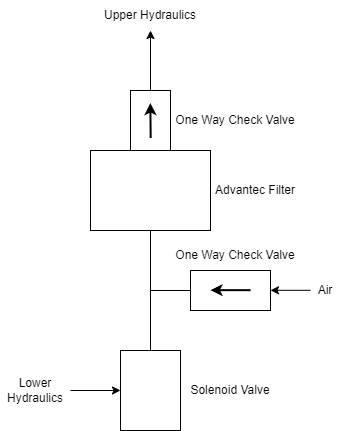 Upper Hydraulics
One Way Check Valve
Advantec Filter
One Way Check Valve
Air
Lower
Hydraulics
Solenoid Valve